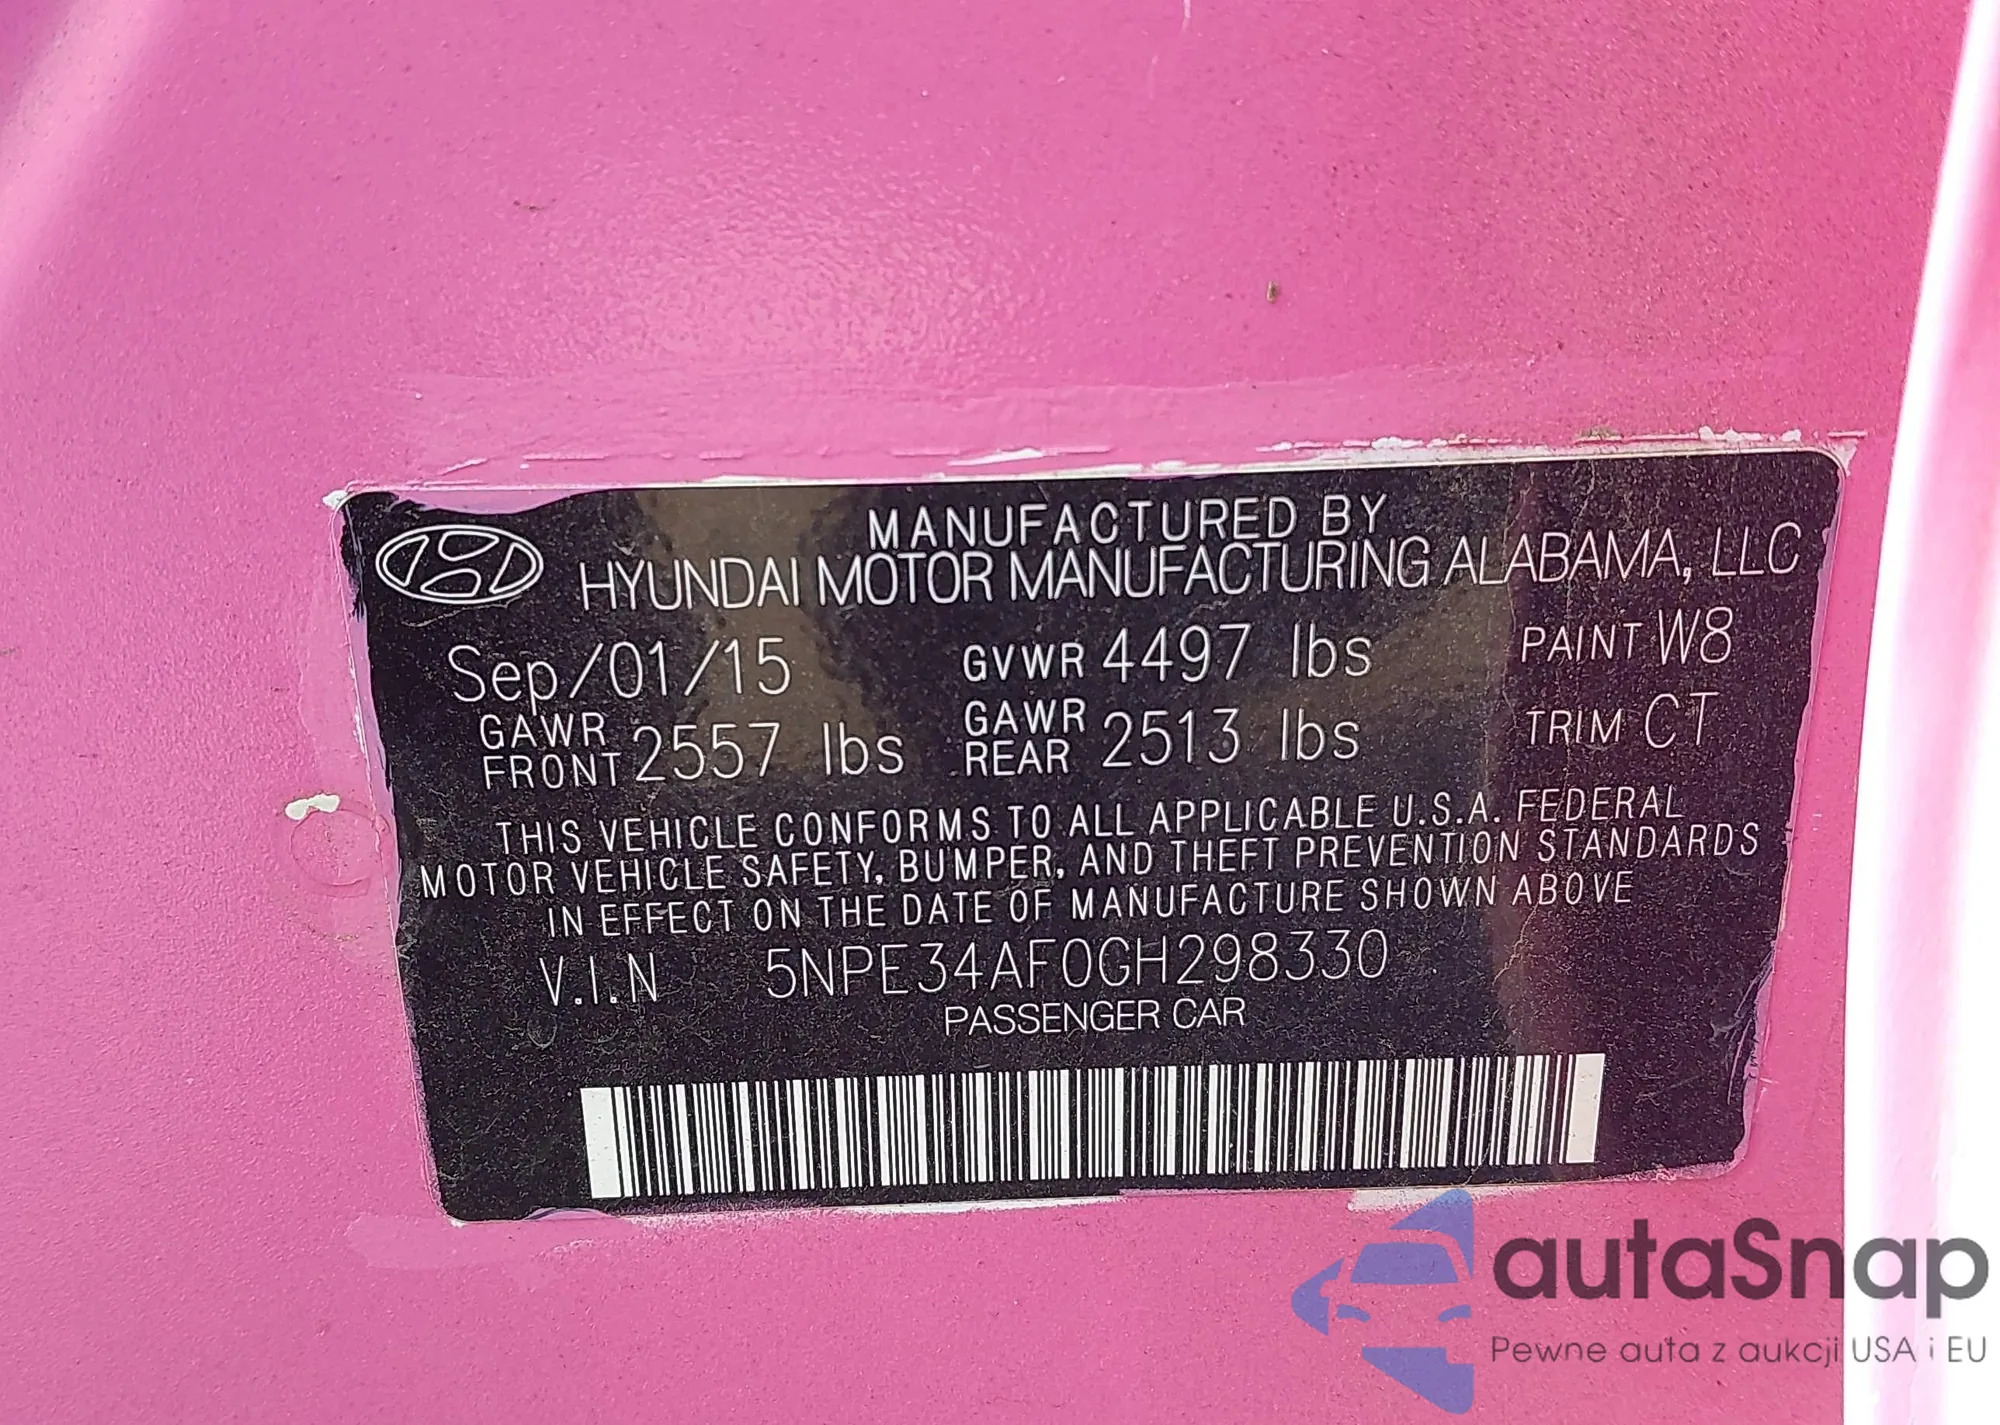 MANUFACTURED BY
HYUNDAI MOTOR MANUFACTURING ALABAMA, LLC
Sep/01/15 GVWR 4497 lbs PAINT W8
GAWR FRONT 2557 lbs GAWR REAR 2513 lbs TRIM CT
THIS VEHICLE CONFORMS TO ALL APPLICABLE U.S.A. FEDERAL
MOTOR VEHICLE SAFETY, BUMPER, AND THEFT PREVENTION STANDARDS
IN EFFECT ON THE DATE OF MANUFACTURE SHOWN ABOVE
V.I.N 5NPE34AF0GH298330
PASSENGER CAR
autaSnap
Pewne auta z aukcji USA i EU